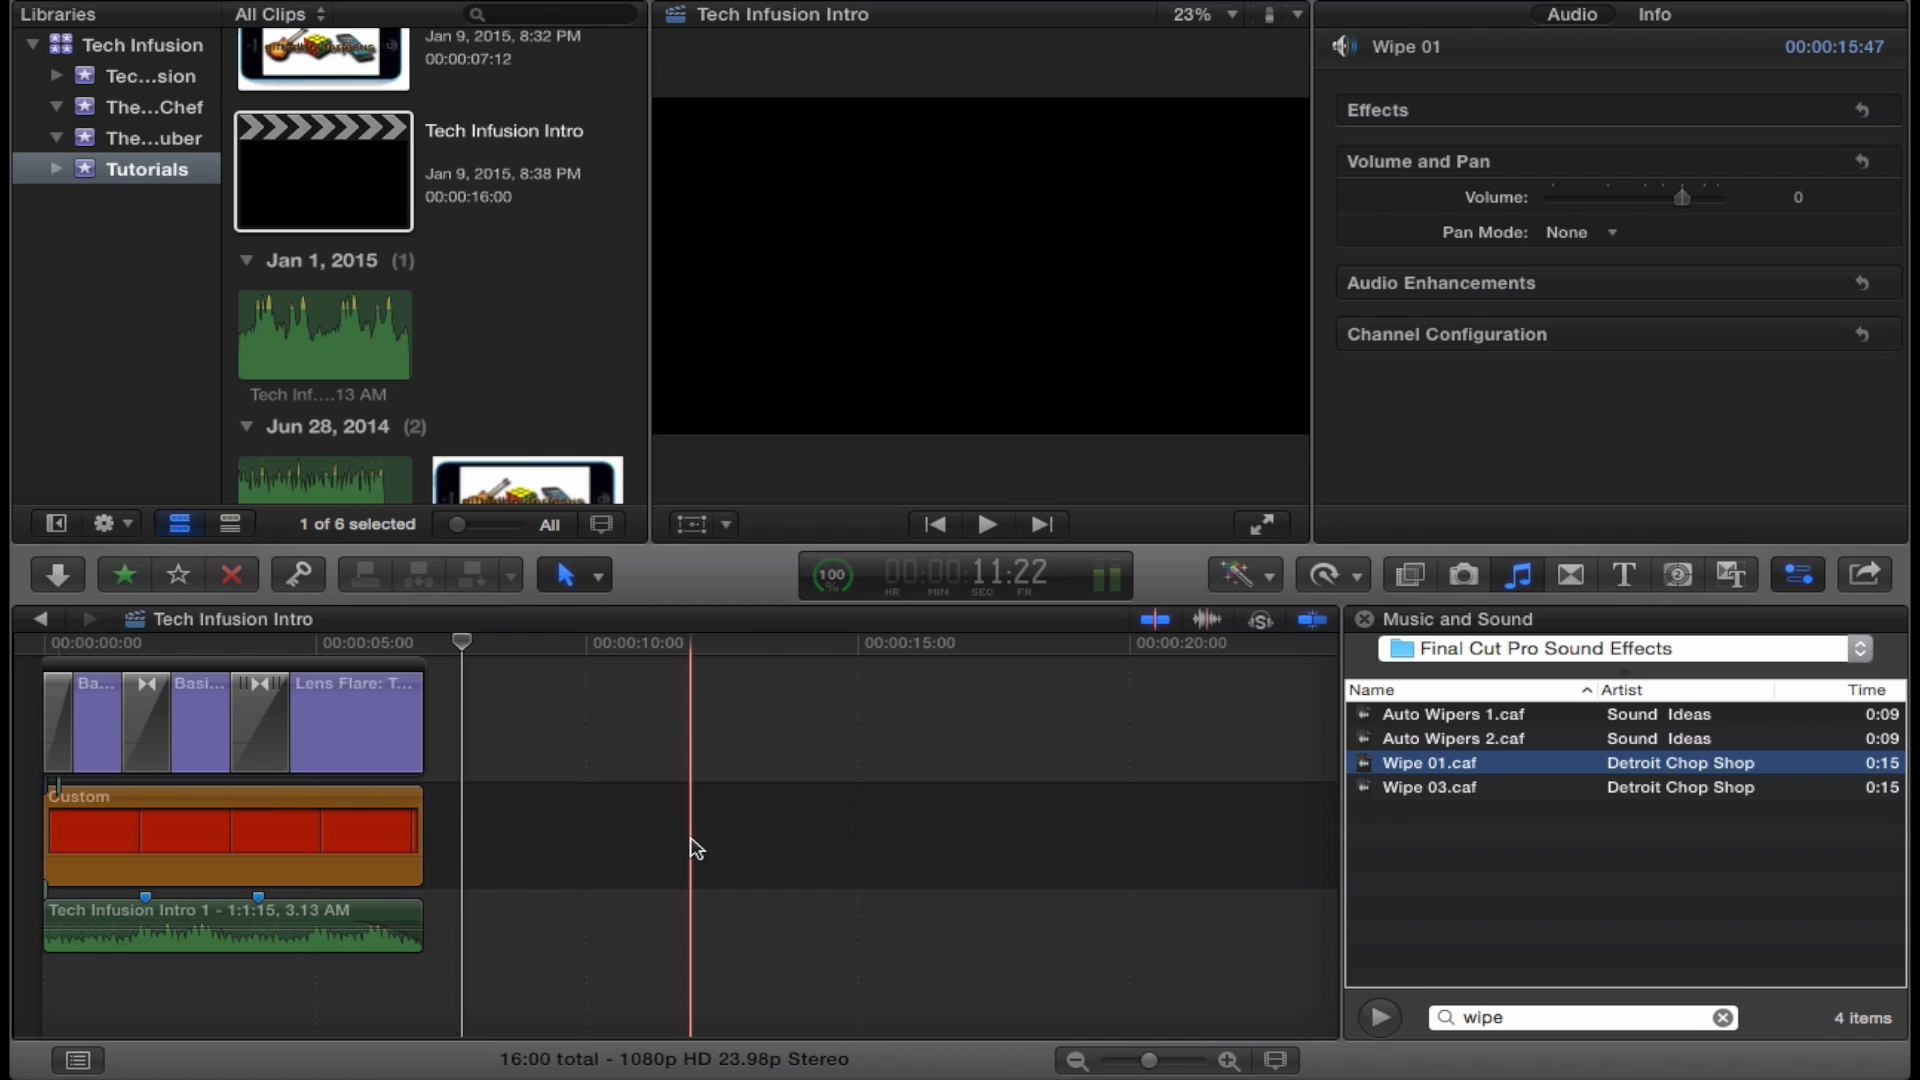 Libraries
Tech Infusion
Tec...sion
The...Chef
The...uber
Tutorials
All Clips
Jan 9, 2015, 8:32 PM
00:00:07:12
Tech Infusion Intro
Jan 9, 2015, 8:38 PM
00:00:16:00
Jan 1, 2015 (1)
Tech Inf....13 AM
Jun 28, 2014 (2)
1 of 6 selected
All
Tech Infusion Intro
23%
Audio
Info
Wipe 01
00:00:15:47
Effects
Volume and Pan
Volume:
0
Pan Mode: None
Audio Enhancements
Channel Configuration
100
%
00:00:11:22
HR MIN SEC FR
Tech Infusion Intro
00:00:00:00
00:00:05:00
00:00:10:00
00:00:15:00
00:00:20:00
Ba...
Basi...
Lens Flare: T...
Custom
Tech Infusion Intro 1 - 1:1:15, 3.13 AM
16:00 total - 1080p HD 23.98p Stereo
Music and Sound
Final Cut Pro Sound Effects
Name Artist Time
Auto Wipers 1.caf Sound Ideas 0:09
Auto Wipers 2.caf Sound Ideas 0:09
Wipe 01.caf Detroit Chop Shop 0:15
Wipe 03.caf Detroit Chop Shop 0:15
wipe
4 items